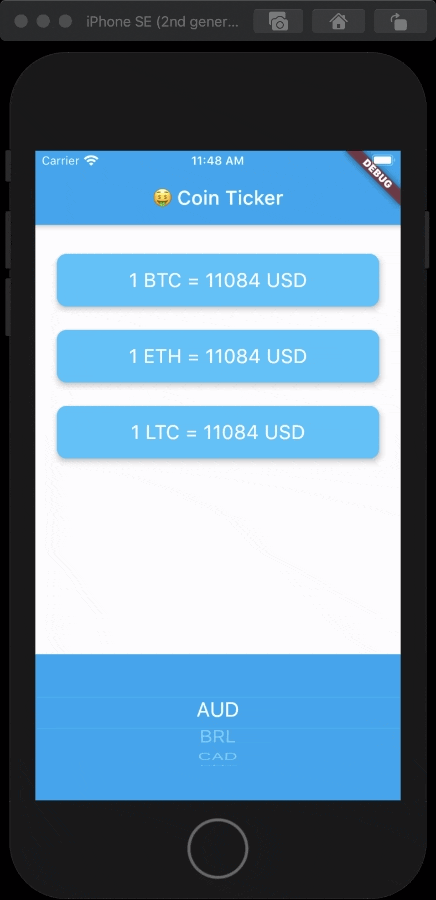 iPhone SE (2nd gener...
Carrier
11:48 AM
DEBUG
🤑 Coin Ticker
1 BTC = 11084 USD
1 ETH = 11084 USD
1 LTC = 11084 USD
AUD
BRL
CAD